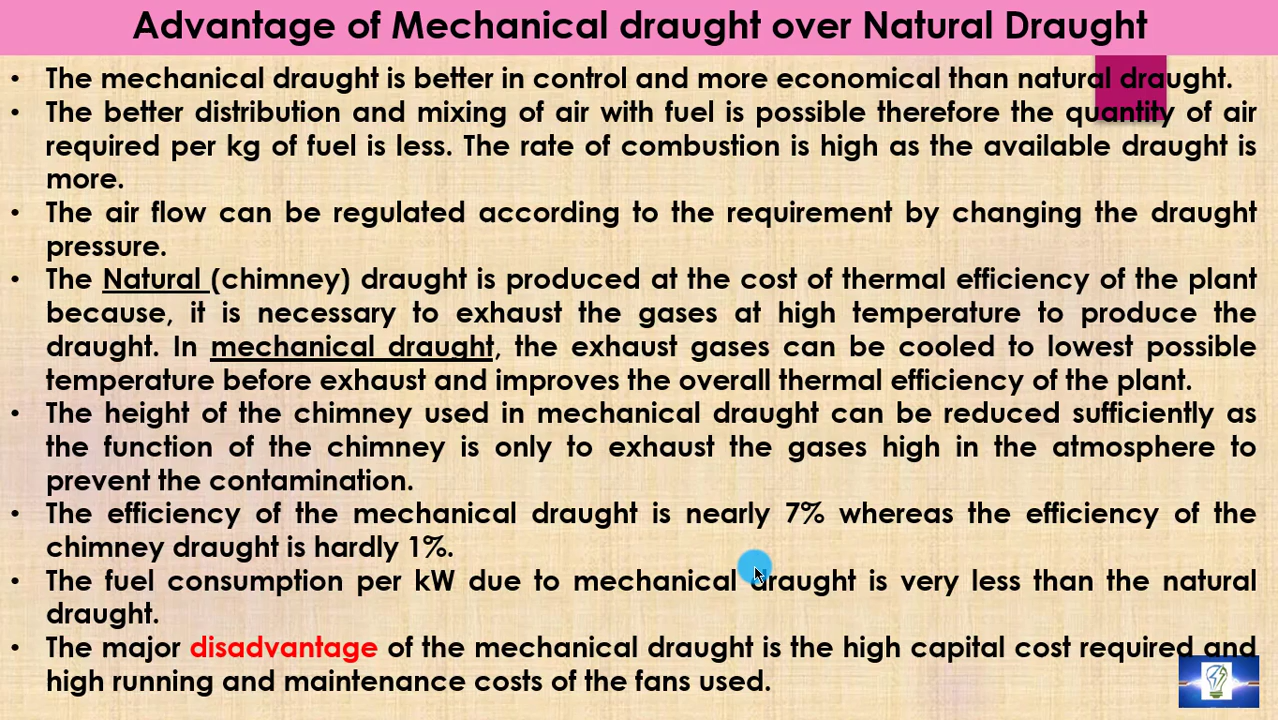 Advantage of Mechanical draught over Natural Draught
• The mechanical draught is better in control and more economical than natural draught.
• The better distribution and mixing of air with fuel is possible therefore the quantity of air
required per kg of fuel is less. The rate of combustion is high as the available draught is
more.
• The air flow can be regulated according to the requirement by changing the draught
pressure.
• The Natural (chimney) draught is produced at the cost of thermal efficiency of the plant
because, it is necessary to exhaust the gases at high temperature to produce the
draught. In mechanical draught, the exhaust gases can be cooled to lowest possible
temperature before exhaust and improves the overall thermal efficiency of the plant.
• The height of the chimney used in mechanical draught can be reduced sufficiently as
the function of the chimney is only to exhaust the gases high in the atmosphere to
prevent the contamination.
• The efficiency of the mechanical draught is nearly 7% whereas the efficiency of the
chimney draught is hardly 1%.
• The fuel consumption per kW due to mechanical draught is very less than the natural
draught.
• The major disadvantage of the mechanical draught is the high capital cost required and
high running and maintenance costs of the fans used.